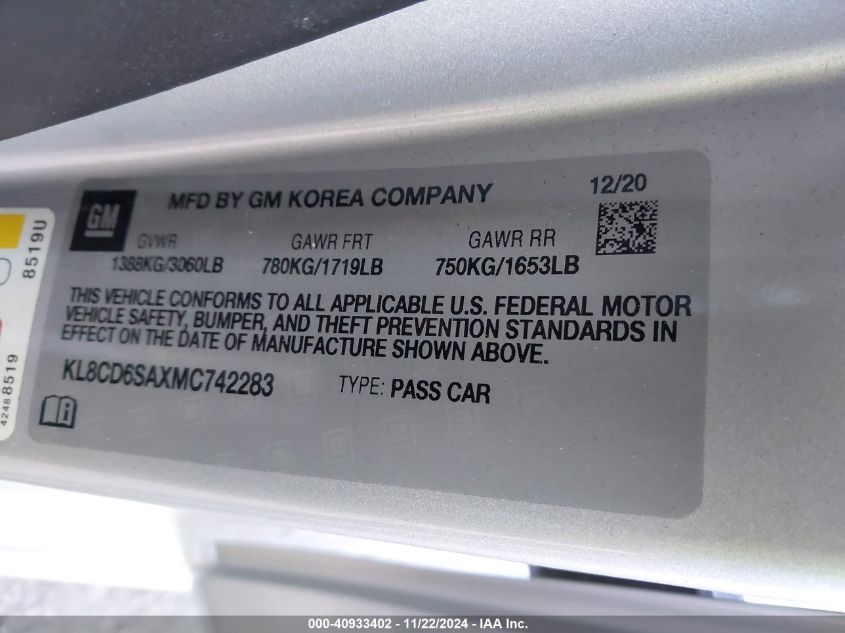 GM
MFD BY GM KOREA COMPANY
12/20
GVWR GAWR FRT GAWR RR
1388KG/3060LB 780KG/1719LB 750KG/1653LB
THIS VEHICLE CONFORMS TO ALL APPLICABLE U.S. FEDERAL MOTOR
VEHICLE SAFETY, BUMPER, AND THEFT PREVENTION STANDARDS IN
EFFECT ON THE DATE OF MANUFACTURE SHOWN ABOVE.
KL8CD6SAXMC742283 TYPE: PASS CAR
8519U
42488519
000-40933402 - 11/22/2024 - IAA Inc.